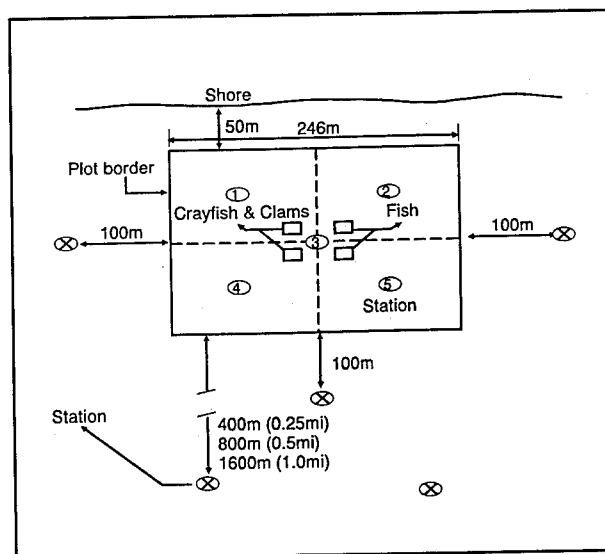 Shore
50m
246m
Plot border
1
2
Crayfish & Clams
Fish
100m
3
100m
4
5
Station
100m
Station
400m (0.25mi)
800m (0.5mi)
1600m (1.0mi)